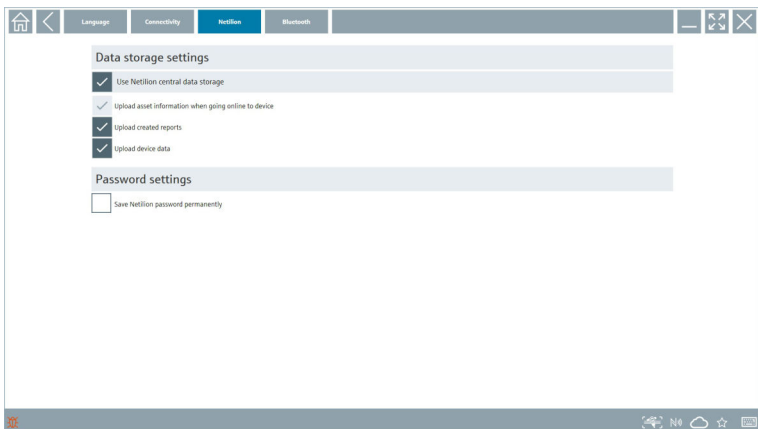 Language Connectivity Netilion Bluetooth
Data storage settings
Use Netilion central data storage
Upload asset information when going online to device
Upload created reports
Upload device data
Password settings
Save Netilion password permanently